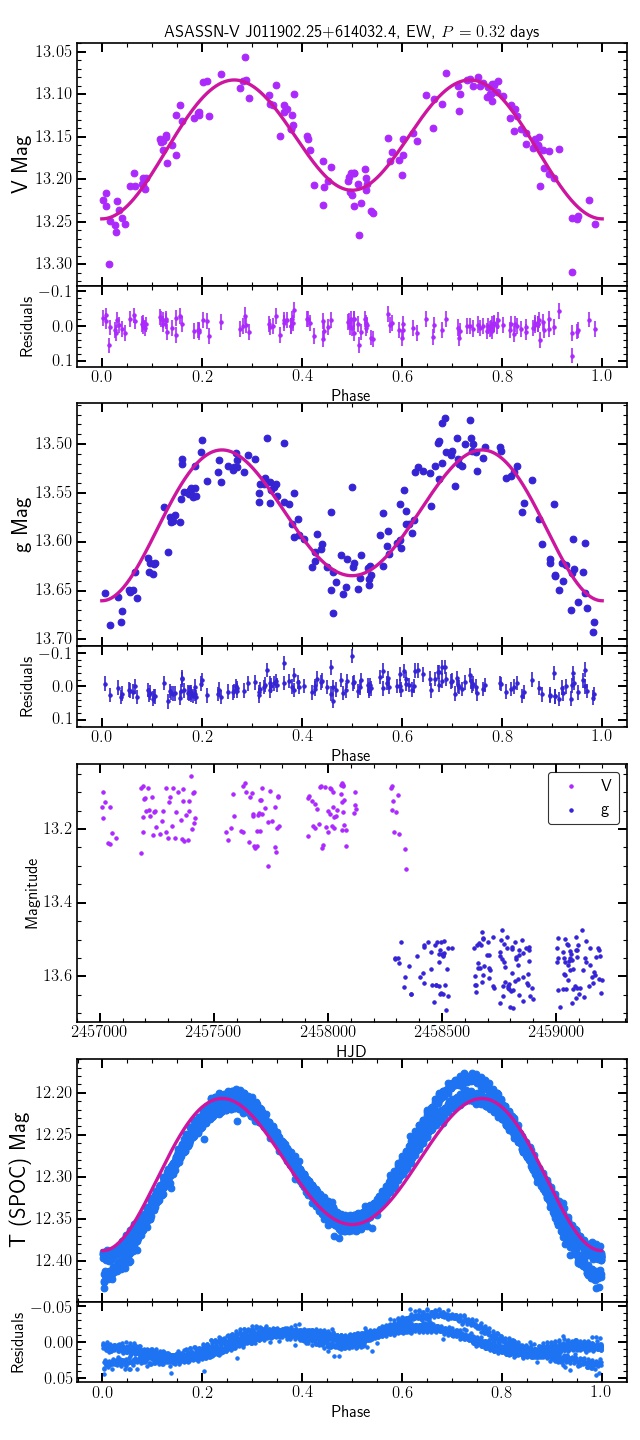 ASASSN-V J011902.25+614032.4, EW, P = 0.32 days
V Mag
13.05
13.10
13.15
13.20
13.25
13.30
Residuals
−0.1
0.0
0.1
0.0 0.2 0.4 0.6 0.8 1.0
Phase
g Mag
13.50
13.55
13.60
13.65
13.70
Residuals
−0.1
0.0
0.1
0.0 0.2 0.4 0.6 0.8 1.0
Phase
V
g
Magnitude
13.2
13.4
13.6
2457000 2457500 2458000 2458500 2459000
HJD
T (SPOC) Mag
12.20
12.25
12.30
12.35
12.40
Residuals
−0.05
0.00
0.05
0.0 0.2 0.4 0.6 0.8 1.0
Phase